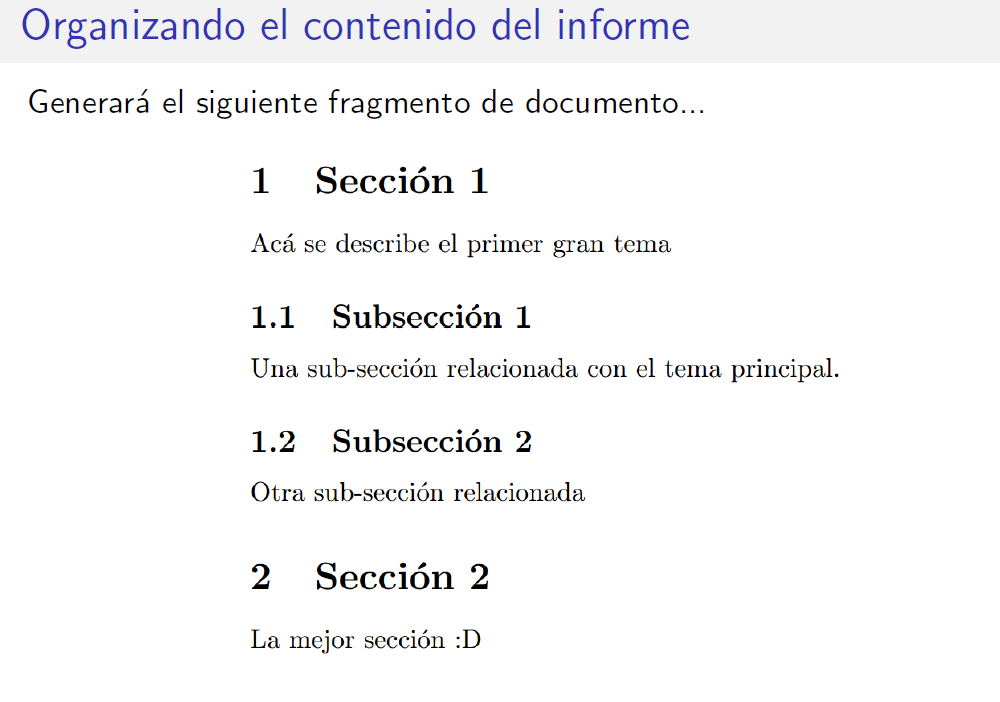 Organizando el contenido del informe
Generará el siguiente fragmento de documento...
1 Sección 1
Acá se describe el primer gran tema
1.1 Subsección 1
Una sub-sección relacionada con el tema principal.
1.2 Subsección 2
Otra sub-sección relacionada
2 Sección 2
La mejor sección :D